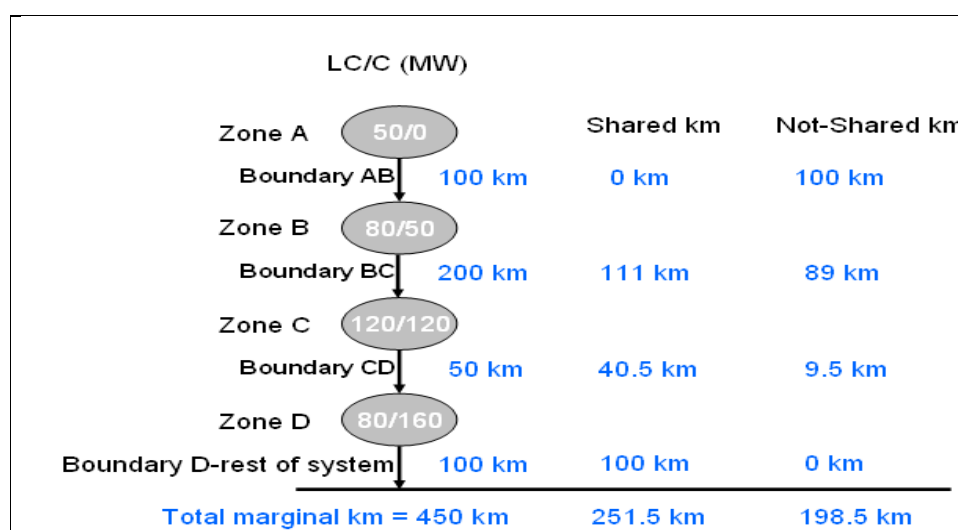 LC/C (MW)
Zone A 50/0 Shared km Not-Shared km
Boundary AB 100 km 0 km 100 km
Zone B 80/50
Boundary BC 200 km 111 km 89 km
Zone C 120/120
Boundary CD 50 km 40.5 km 9.5 km
Zone D 80/160
Boundary D-rest of system 100 km 100 km 0 km
Total marginal km = 450 km 251.5 km 198.5 km